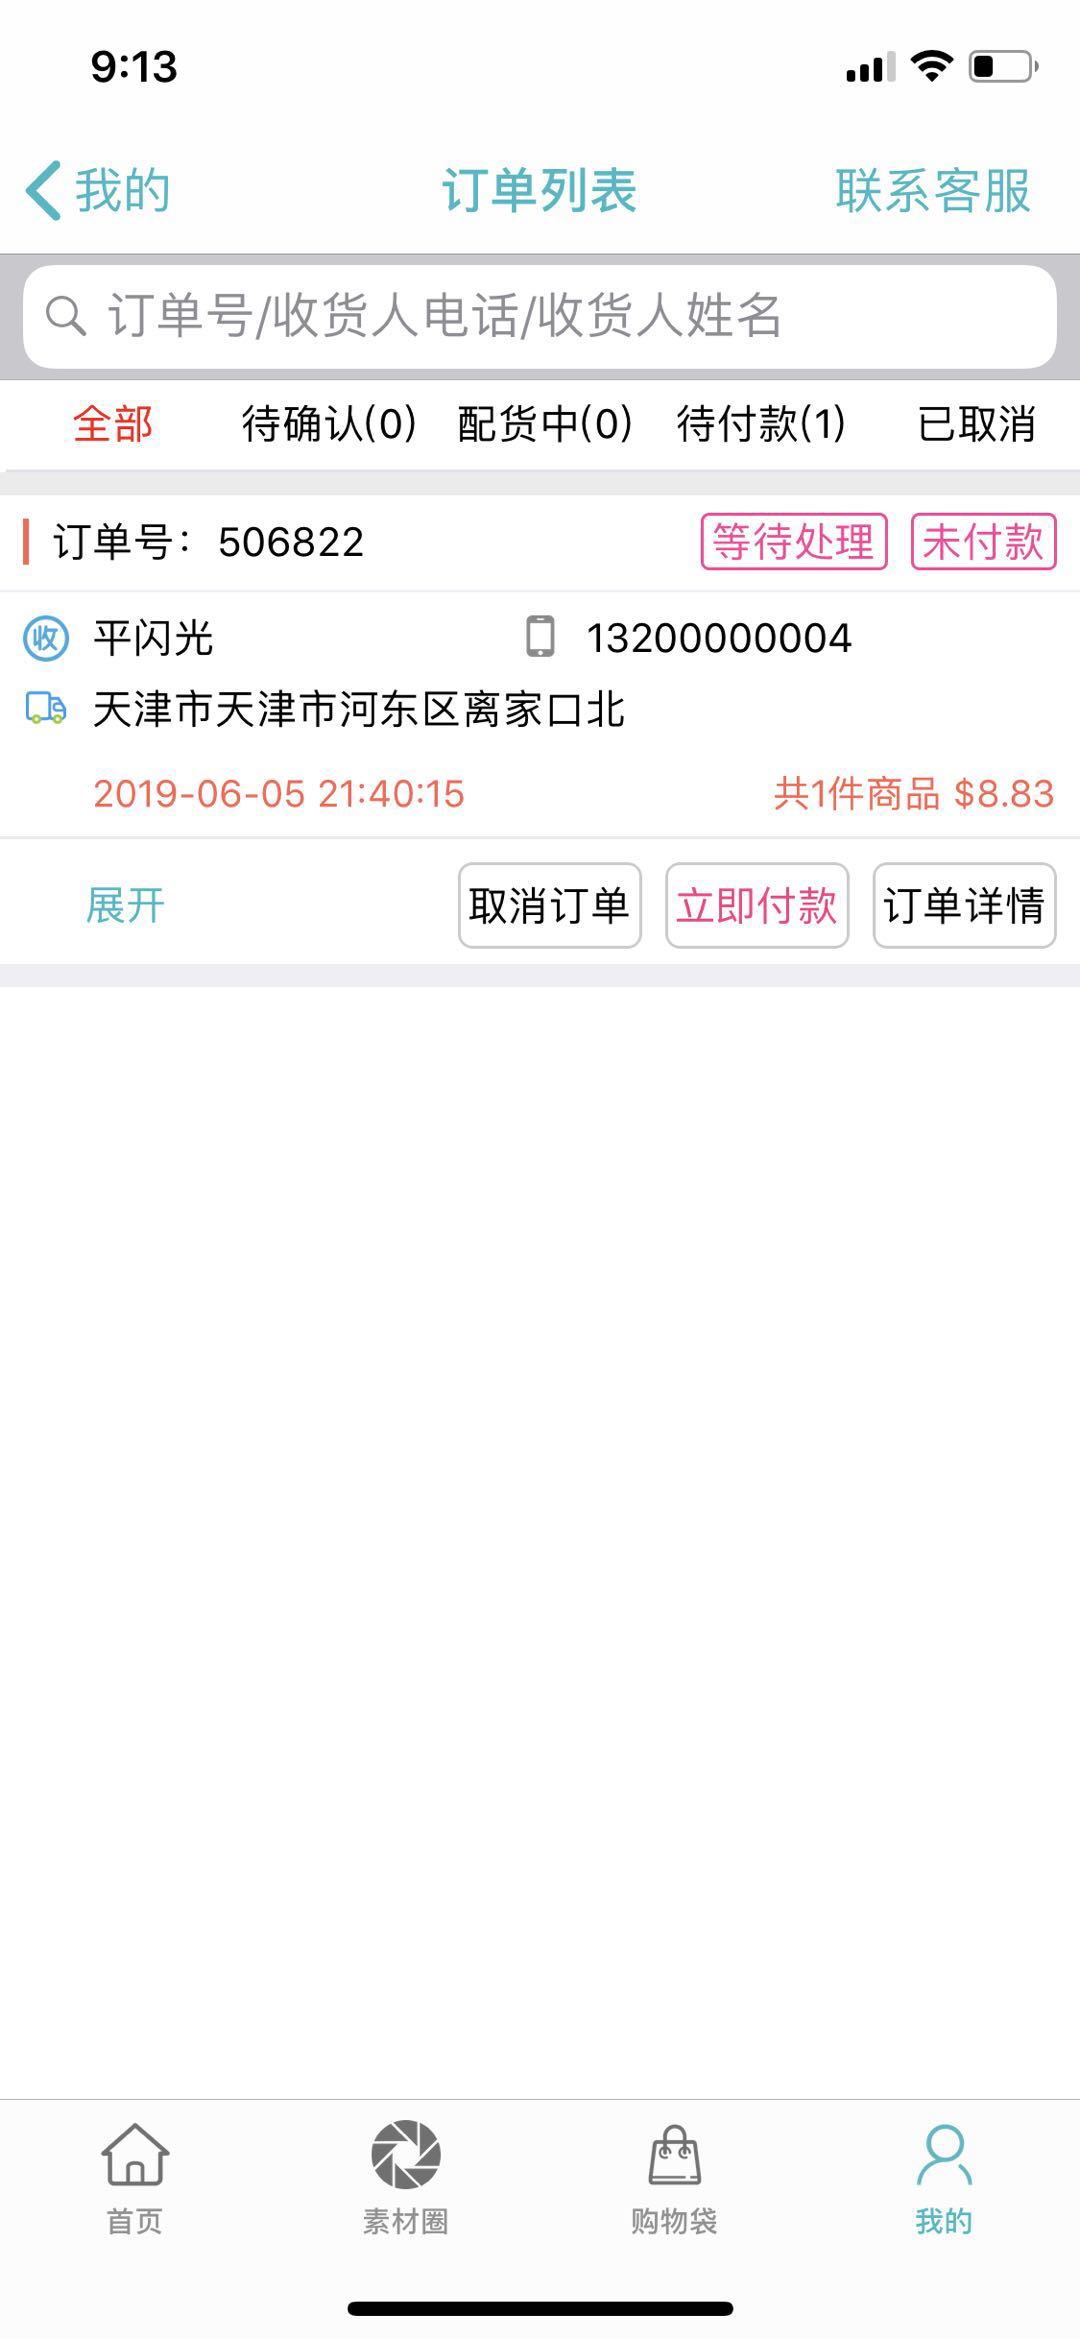 9:13
我的 订单列表 联系客服
订单号/收货人电话/收货人姓名
全部 待确认(0) 配货中(0) 待付款(1) 已取消
订单号：506822 等待处理 未付款
收 平闪光 13200000004
天津市天津市河东区离家口北
2019-06-05 21:40:15 共1件商品 $8.83
展开 取消订单 立即付款 订单详情
首页 素材圈 购物袋 我的